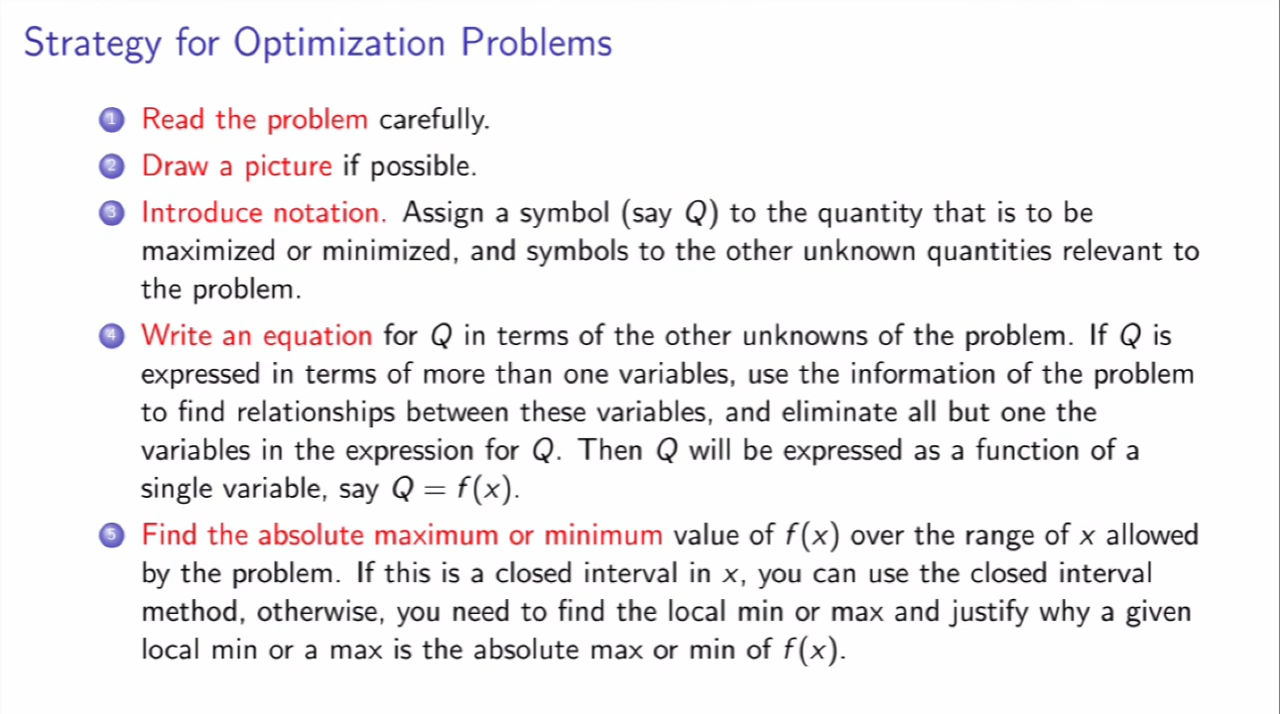 Strategy for Optimization Problems
1 Read the problem carefully.
2 Draw a picture if possible.
3 Introduce notation. Assign a symbol (say Q) to the quantity that is to be
maximized or minimized, and symbols to the other unknown quantities relevant to
the problem.
4 Write an equation for Q in terms of the other unknowns of the problem. If Q is
expressed in terms of more than one variables, use the information of the problem
to find relationships between these variables, and eliminate all but one the
variables in the expression for Q. Then Q will be expressed as a function of a
single variable, say Q = f(x).
5 Find the absolute maximum or minimum value of f(x) over the range of x allowed
by the problem. If this is a closed interval in x, you can use the closed interval
method, otherwise, you need to find the local min or max and justify why a given
local min or a max is the absolute max or min of f(x).